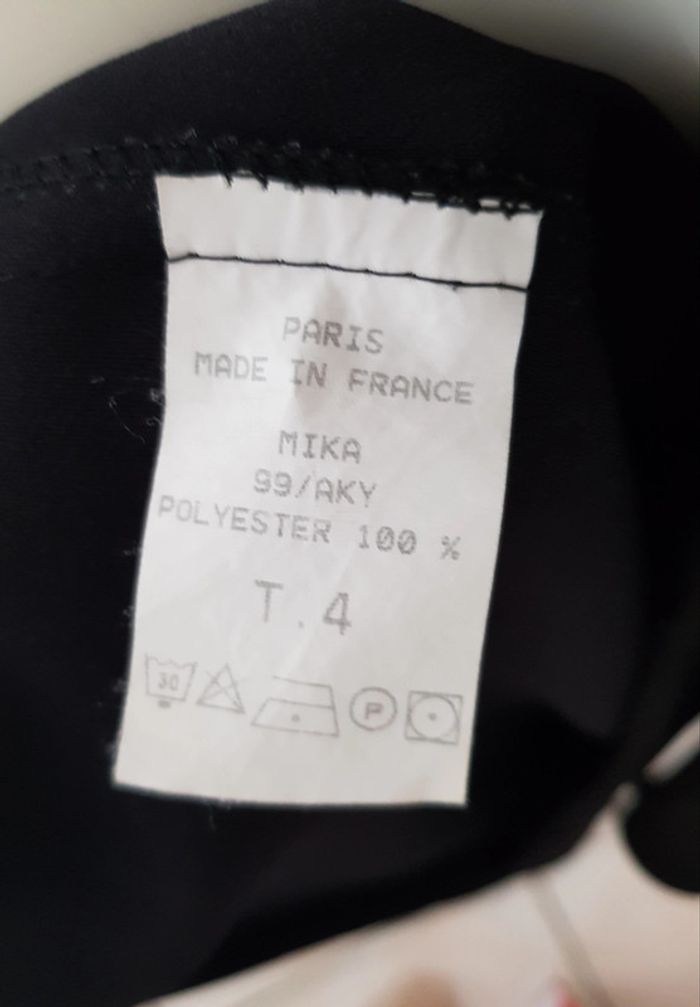 PARIS
MADE IN FRANCE
MIKA
99/AKY
POLYESTER 100 %
T.4
30 P